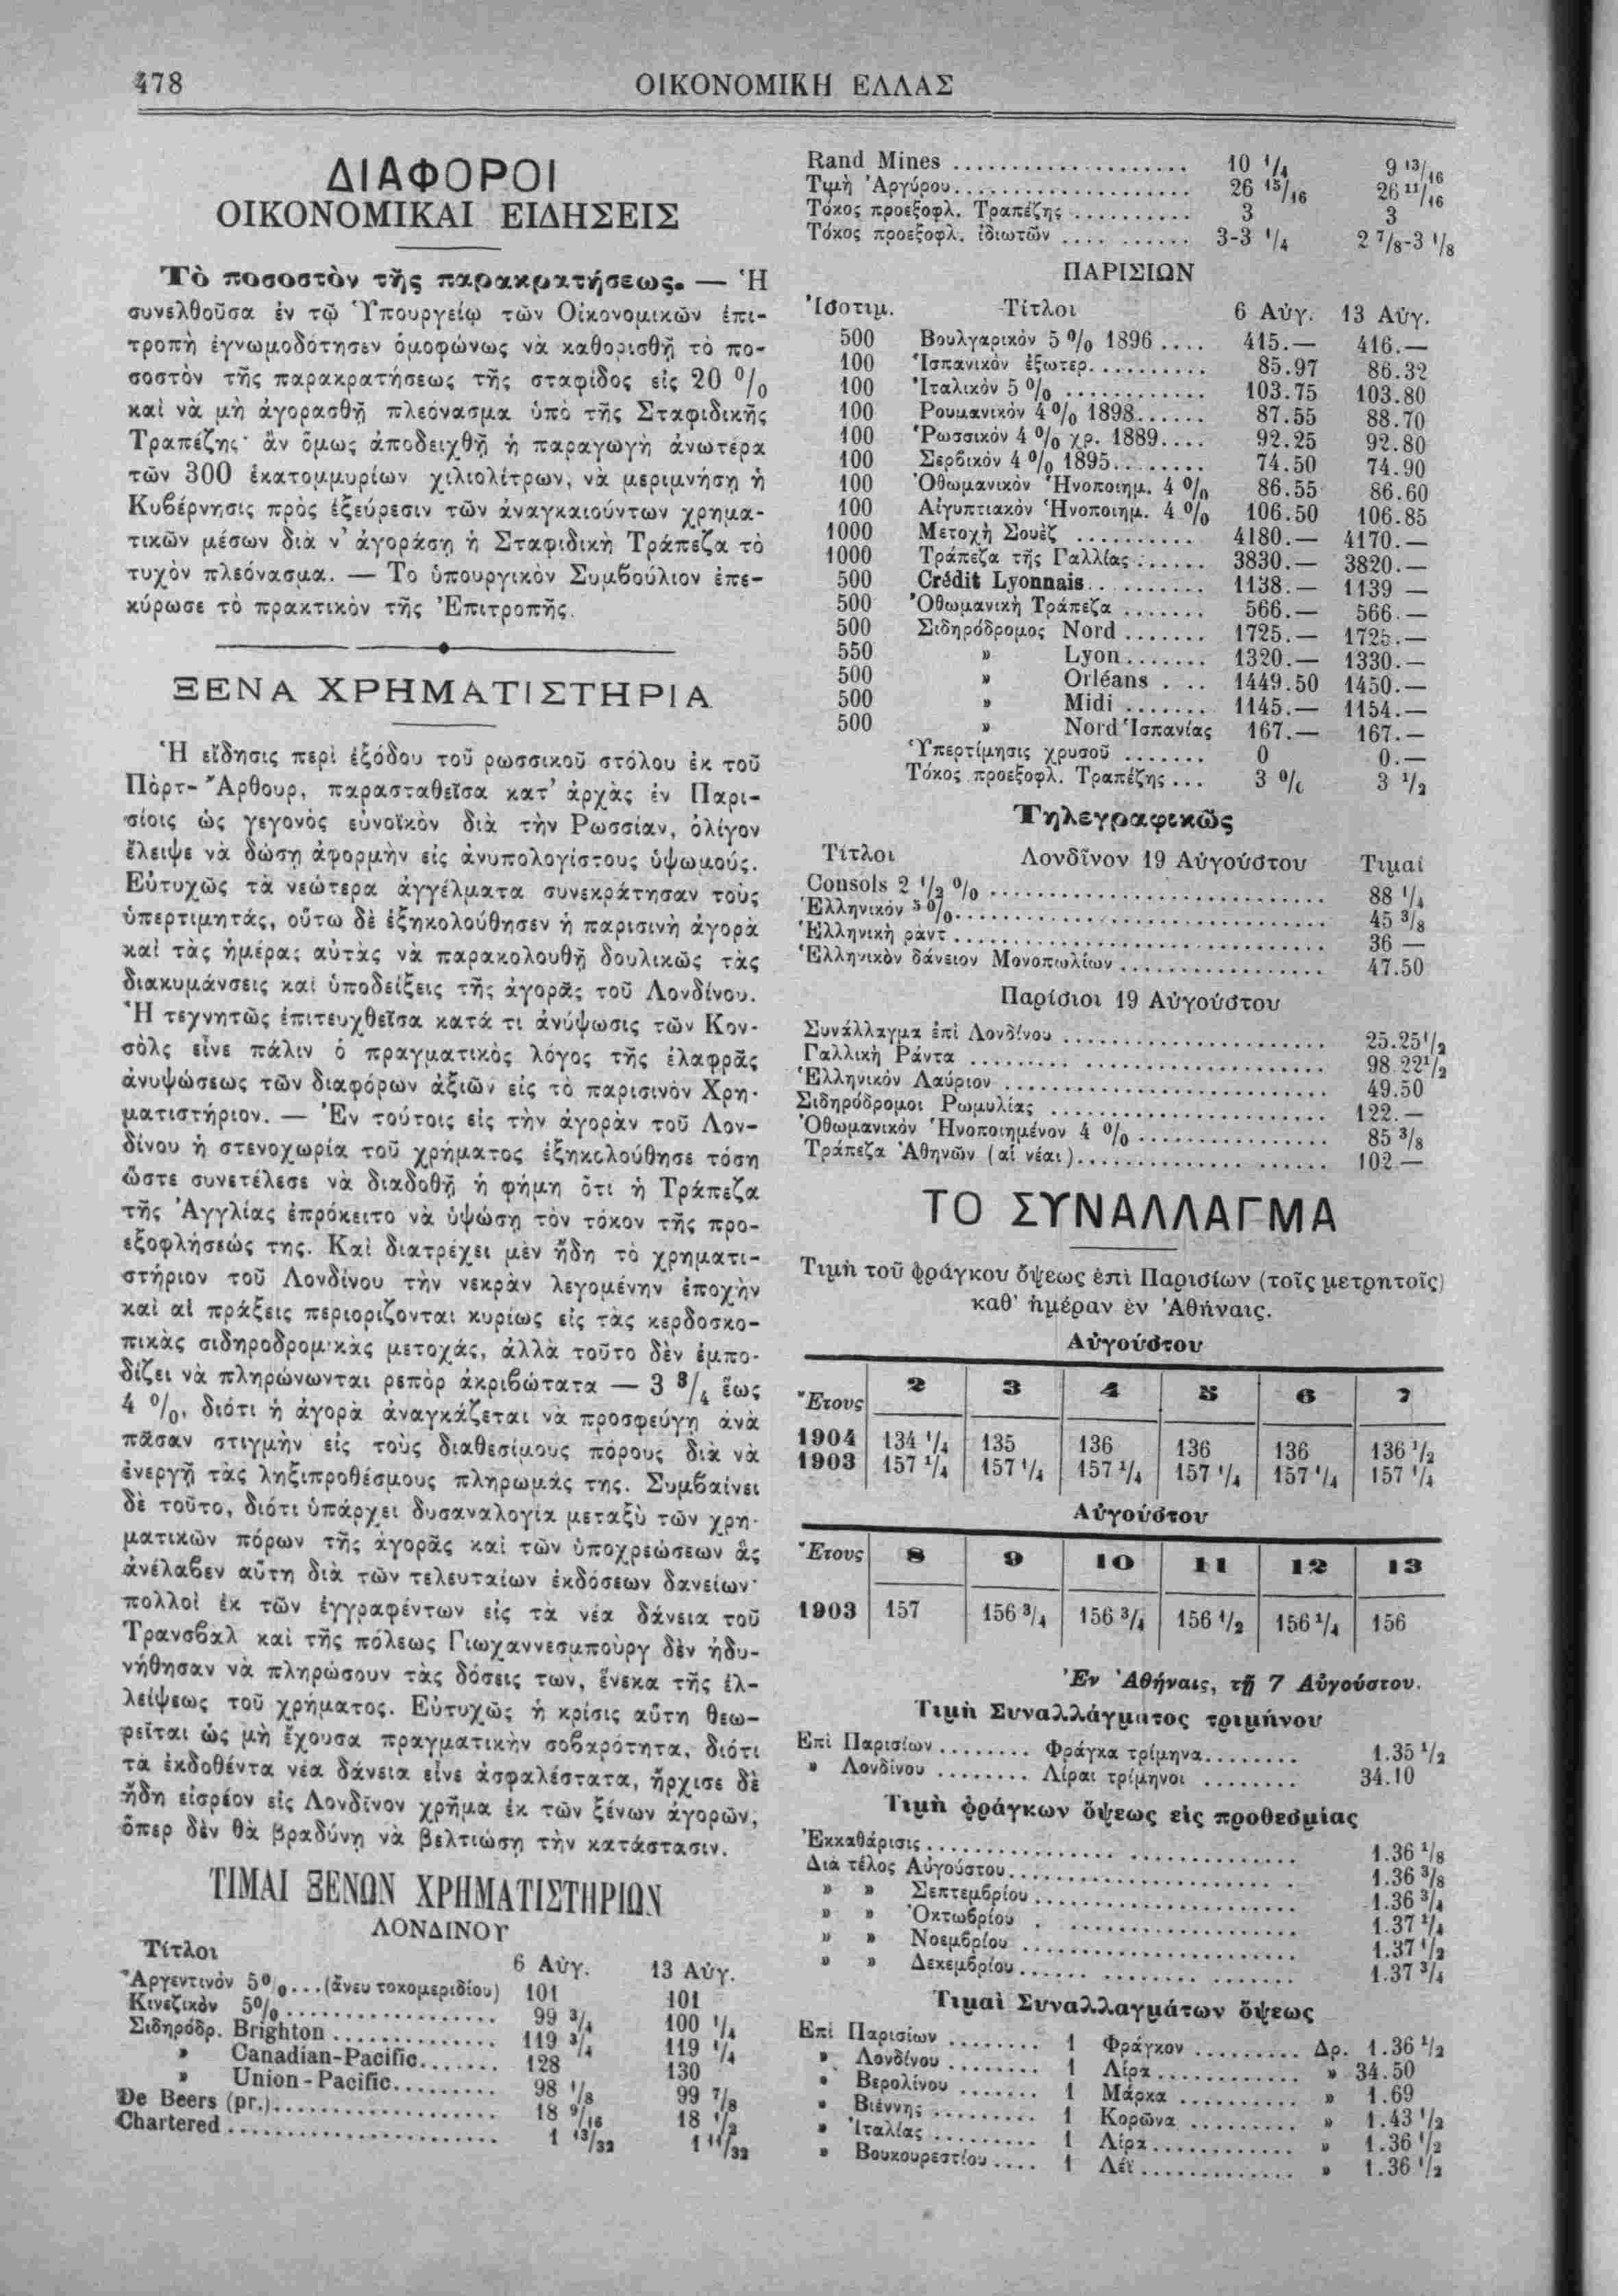 478
ΟΙΚΟΝΟΜΙΚΗ ΕΛΛΑΣ
ΔΙΑΦΟΡΟΙ
ΟΙΚΟΝΟΜΙΚΑΙ ΕΙΔΗΣΕΙΣ
Τὸ ποσοστὸν τῆς παρακρατήσεως. — Ἡ
συνελθοῦσα ἐν τῷ Ὑπουργείῳ τῶν Οἰκονομικῶν ἐπι-
τροπὴ ἐγνωμοδότησεν ὁμοφώνως νὰ καθορισθῇ τὸ πο-
σοστὸν τῆς παρακρατήσεως τῆς σταφίδος εἰς 20 %
καὶ νὰ μὴ ἀγορασθῇ πλεόνασμα ὑπὸ τῆς Σταφιδικῆς
Τραπέζης· ἂν ὅμως ἀποδειχθῇ ἡ παραγωγὴ ἀνωτέρα
τῶν 300 ἑκατομμυρίων χιλιολίτρων, νὰ μεριμνήσῃ ἡ
Κυβέρνησις πρὸς ἐξεύρεσιν τῶν ἀναγκαιούντων χρημα-
τικῶν μέσων διὰ ν' ἀγοράσῃ ἡ Σταφιδικὴ Τράπεζα τὸ
τυχὸν πλεόνασμα. — Το ὑπουργικὸν Συμβούλιον ἐπε-
κύρωσε τὸ πρακτικὸν τῆς Ἐπιτροπῆς.
ΞΕΝΑ ΧΡΗΜΑΤΙΣΤΗΡΙΑ
Ἡ εἴδησις περὶ ἐξόδου τοῦ ρωσσικοῦ στόλου ἐκ τοῦ
Πὸρτ-Ἄρθουρ, παρασταθεῖσα κατ' ἀρχὰς ἐν Παρι-
σίοις ὡς γεγονὸς εὐνοϊκὸν διὰ τὴν Ρωσσίαν, ὀλίγον
ἔλειψε νὰ δώσῃ ἀφορμὴν εἰς ἀνυπολογίστους ὑψωμούς.
Εὐτυχῶς τὰ νεώτερα ἀγγέλματα συνεκράτησαν τοὺς
ὑπερτιμητάς, οὕτω δὲ ἐξηκολούθησεν ἡ παρισινὴ ἀγορὰ
καὶ τὰς ἡμέρας αὐτὰς νὰ παρακολουθῇ δουλικῶς τὰς
διακυμάνσεις καὶ ὑποδείξεις τῆς ἀγορᾶς τοῦ Λονδίνου.
Ἡ τεχνητῶς ἐπιτευχθεῖσα κατά τι ἀνύψωσις τῶν Κον-
σὸλς εἶνε πάλιν ὁ πραγματικὸς λόγος τῆς ἐλαφρᾶς
ἀνυψώσεως τῶν διαφόρων ἀξιῶν εἰς τὸ παρισινὸν Χρη-
ματιστήριον. — Ἐν τούτοις εἰς τὴν ἀγορὰν τοῦ Λον-
δίνου ἡ στενοχωρία τοῦ χρήματος ἐξηκολούθησε τόση
ὥστε συνετέλεσε νὰ διαδοθῇ ἡ φήμη ὅτι ἡ Τράπεζα
τῆς Ἀγγλίας ἐπρόκειτο νὰ ὑψώσῃ τὸν τόκον τῆς προ-
εξοφλήσεώς της. Καὶ διατρέχει μὲν ἤδη τὸ χρηματι-
στήριον τοῦ Λονδίνου τὴν νεκρὰν λεγομένην ἐποχὴν
καὶ αἱ πράξεις περιορίζονται κυρίως εἰς τὰς κερδοσκο-
πικὰς σιδηροδρομικὰς μετοχάς, ἀλλὰ τοῦτο δὲν ἐμπο-
δίζει νὰ πληρώνωνται ρεπὸρ ἀκριβώτατα — 3 3/4 ἕως
4 %, διότι ἡ ἀγορὰ ἀναγκάζεται νὰ προσφεύγῃ ἀνὰ
πᾶσαν στιγμὴν εἰς τοὺς διαθεσίμους πόρους διὰ νὰ
ἐνεργῇ τὰς ληξιπροθέσμους πληρωμάς της. Συμβαίνει
δὲ τοῦτο, διότι ὑπάρχει δυσαναλογία μεταξὺ τῶν χρη-
ματικῶν πόρων τῆς ἀγορᾶς καὶ τῶν ὑποχρεώσεων ἃς
ἀνέλαβεν αὕτη διὰ τῶν τελευταίων ἐκδόσεων δανείων·
πολλοὶ ἐκ τῶν ἐγγραφέντων εἰς τὰ νέα δάνεια τοῦ
Τρανσβαλ καὶ τῆς πόλεως Γιωχαννεσμποὺργ δὲν ἠδυ-
νήθησαν νὰ πληρώσουν τὰς δόσεις των, ἕνεκα τῆς ἐλ-
λείψεως τοῦ χρήματος. Εὐτυχῶς ἡ κρίσις αὕτη θεω-
ρεῖται ὡς μὴ ἔχουσα πραγματικὴν σοβαρότητα, διότι
τὰ ἐκδοθέντα νέα δάνεια εἶνε ἀσφαλέστατα, ἤρχισε δὲ
ἤδη εἰσρέον εἰς Λονδῖνον χρῆμα ἐκ τῶν ξένων ἀγορῶν,
ὅπερ δὲν θὰ βραδύνῃ νὰ βελτιώσῃ τὴν κατάστασιν.
ΤΙΜΑΙ ΞΕΝΩΝ ΧΡΗΜΑΤΙΣΤΗΡΙΩΝ
ΛΟΝΔΙΝΟΥ
Τίτλοι 6 Αὐγ. 13 Αὐγ.
Ἀργεντινὸν 5 0/0 ... (ἄνευ τοκομεριδίου) 101 101
Κινεζικὸν 5 0/0 ........ 99 3/4 100 1/4
Σιδηρόδρ. Brighton ........ 119 3/4 119 1/4
» Canadian-Pacific ........ 128 130
» Union-Pacific ........ 98 1/8 99 7/8
De Beers (pr.) ........ 18 9/16 18 1/2
Chartered ........ 1 13/32 1 11/32
Rand Mines ........ 10 1/4 9 13/16
Τιμὴ Ἀργύρου ........ 26 15/16 26 11/16
Τόκος προεξοφλ. Τραπέζης ........ 3 3
Τόκος προεξοφλ. ἰδιωτῶν ........ 3-3 1/4 2 7/8-3 1/8
ΠΑΡΙΣΙΩΝ
Ἰσοτιμ. Τίτλοι 6 Αὐγ. 13 Αὐγ.
500 Βουλγαρικὸν 5 0/0 1896 .... 415.— 416.—
100 Ἱσπανικὸν ἐξωτερ. ........ 85.97 86.32
100 Ἰταλικὸν 5 0/0 ........ 103.75 103.80
100 Ρουμανικὸν 4 0/0 1898 ...... 87.55 88.70
100 Ῥωσσικὸν 4 0/0 χρ. 1889 .... 92.25 92.80
100 Σερβικὸν 4 0/0 1895 ........ 74.50 74.90
100 Ὀθωμανικὸν Ἡνοποιημ. 4 0/0 86.55 86.60
100 Αἰγυπτιακὸν Ἡνοποιημ. 4 0/0 106.50 106.85
1000 Μετοχὴ Σουὲζ ........ 4180.— 4170.—
1000 Τράπεζα τῆς Γαλλίας ...... 3830.— 3820.—
500 Crédit Lyonnais ........ 1138.— 1139 —
500 Ὀθωμανικὴ Τράπεζα ....... 566.— 566.—
500 Σιδηρόδρομος Nord ....... 1725.— 1725.—
550 » Lyon ....... 1320.— 1330.—
500 » Orléans .... 1449.50 1450.—
500 » Midi ....... 1145.— 1154.—
500 » Nord Ἱσπανίας 167.— 167.—
Ὑπερτίμησις χρυσοῦ ....... 0 0.—
Τόκος προεξοφλ. Τραπέζης ... 3 % 3 1/2
Τηλεγραφικῶς
Τίτλοι Λονδῖνον 19 Αὐγούστου Τιμαί
Consols 2 1/2 0/0 ........ 88 1/4
Ἑλληνικόν 5 0/0 ........ 45 3/8
Ἑλληνικὴ ρὰντ ........ 36 —
Ἑλληνικὸν δάνειον Μονοπωλίων ........ 47.50
Παρίσιοι 19 Αὐγούστου
Συνάλλαγμα ἐπὶ Λονδίνου ........ 25.25 1/2
Γαλλικὴ Ράντα ........ 98 22 1/2
Ἑλληνικὸν Λαύριον ........ 49.50
Σιδηρόδρομοι Ρωμυλίας ........ 122.—
Ὀθωμανικὸν Ἡνοποιημένον 4 0/0 ........ 85 3/8
Τράπεζα Ἀθηνῶν (αἱ νέαι) ........ 102.—
ΤΟ ΣΥΝΑΛΛΑΓΜΑ
Τιμὴ τοῦ φράγκου ὄψεως ἐπὶ Παρισίων (τοῖς μετρητοῖς)
καθ' ἡμέραν ἐν Ἀθήναις.
Αὐγούστου
Ἔτους 2 3 4 5 6 7
1904 134 1/4 135 136 136 136 136 1/2
1903 157 1/4 157 1/4 157 1/4 157 1/4 157 1/4 157 1/4
Αὐγούστου
Ἔτους 8 9 10 11 12 13
1903 157 156 3/4 156 3/4 156 1/2 156 1/4 156
Ἐν Ἀθήναις, τῇ 7 Αὐγούστου.
Τιμὴ Συναλλάγματος τριμήνου
Ἐπὶ Παρισίων ........ Φράγκα τρίμηνα ........ 1.35 1/2
» Λονδίνου ........ Λίραι τρίμηνοι ........ 34.10
Τιμὴ φράγκων ὄψεως εἰς προθεσμίας
Ἐκκαθάρισις ........ 1.36 1/8
Διὰ τέλος Αὐγούστου ........ 1.36 3/8
» » Σεπτεμβρίου ........ 1.36 3/4
» » Ὀκτωβρίου ........ 1.37 1/4
» » Νοεμβρίου ........ 1.37 1/2
» » Δεκεμβρίου ........ 1.37 3/4
Τιμαὶ Συναλλαγμάτων ὄψεως
Ἐπὶ Παρισίων ........ 1 Φράγκον ........ Δρ. 1.36 1/2
» Λονδίνου ........ 1 Λίρα ........ » 34.50
» Βερολίνου ....... 1 Μάρκα ........ » 1.69
» Βιέννης ........ 1 Κορῶνα ........ » 1.43 1/2
» Ἰταλίας ........ 1 Λίρα ........ » 1.36 1/2
» Βουκουρεστίου .... 1 Λέϊ ........ » 1.36 1/2